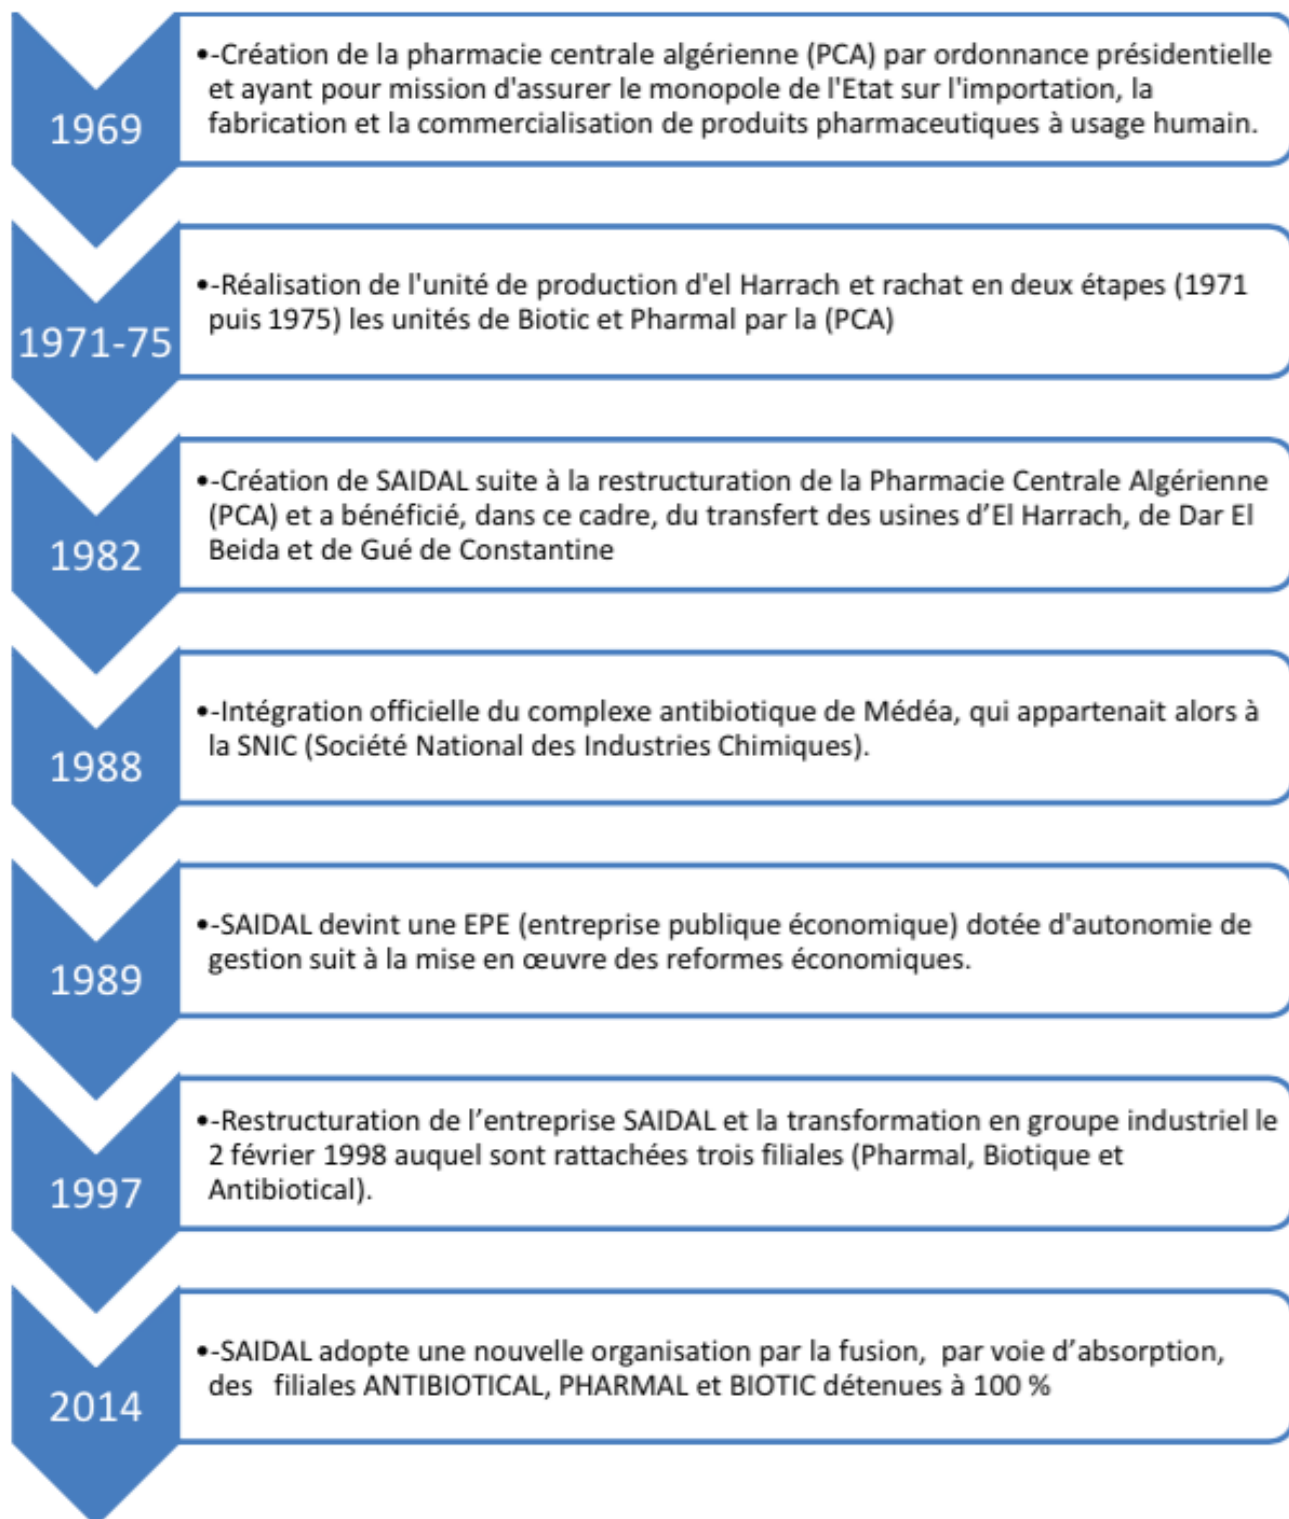 1969
•-Création de la pharmacie centrale algérienne (PCA) par ordonnance présidentielle
et ayant pour mission d'assurer le monopole de l'Etat sur l'importation, la
fabrication et la commercialisation de produits pharmaceutiques à usage humain.
1971-75
•-Réalisation de l'unité de production d'el Harrach et rachat en deux étapes (1971
puis 1975) les unités de Biotic et Pharmal par la (PCA)
1982
•-Création de SAIDAL suite à la restructuration de la Pharmacie Centrale Algérienne
(PCA) et a bénéficié, dans ce cadre, du transfert des usines d’El Harrach, de Dar El
Beida et de Gué de Constantine
1988
•-Intégration officielle du complexe antibiotique de Médéa, qui appartenait alors à
la SNIC (Société National des Industries Chimiques).
1989
•-SAIDAL devint une EPE (entreprise publique économique) dotée d'autonomie de
gestion suit à la mise en œuvre des reformes économiques.
1997
•-Restructuration de l’entreprise SAIDAL et la transformation en groupe industriel le
2 février 1998 auquel sont rattachées trois filiales (Pharmal, Biotique et
Antibiotical).
2014
•-SAIDAL adopte une nouvelle organisation par la fusion, par voie d’absorption,
des filiales ANTIBIOTICAL, PHARMAL et BIOTIC détenues à 100 %